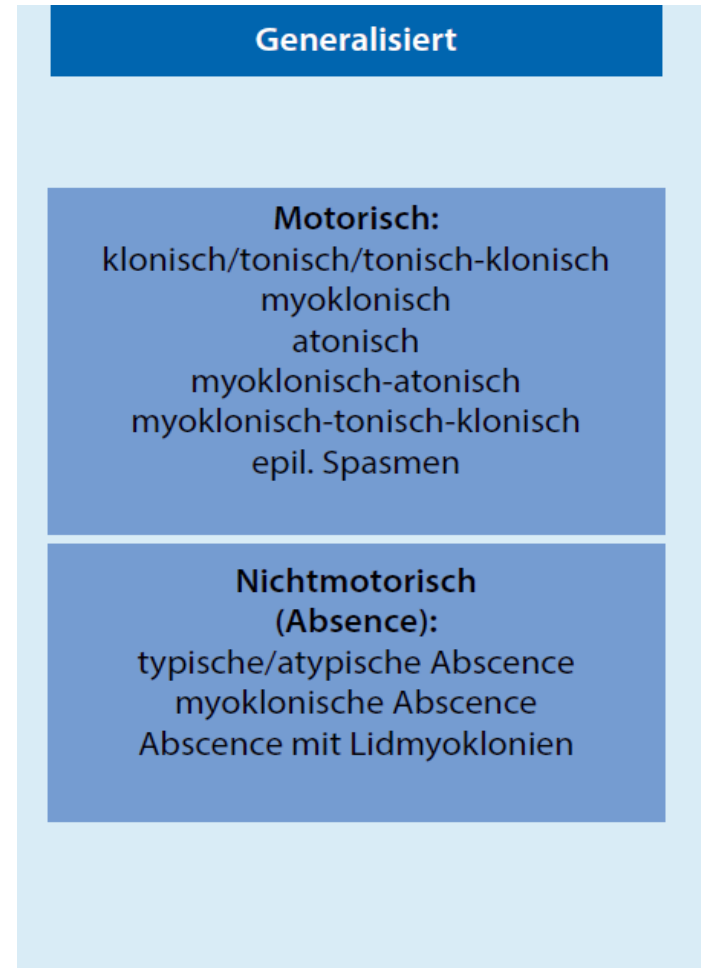 Generalisiert
Motorisch:
klonisch/tonisch/tonisch-klonisch
myoklonisch
atonisch
myoklonisch-atonisch
myoklonisch-tonisch-klonisch
epil. Spasmen
Nichtmotorisch
(Absence):
typische/atypische Abscence
myoklonische Abscence
Abscence mit Lidmyoklonien